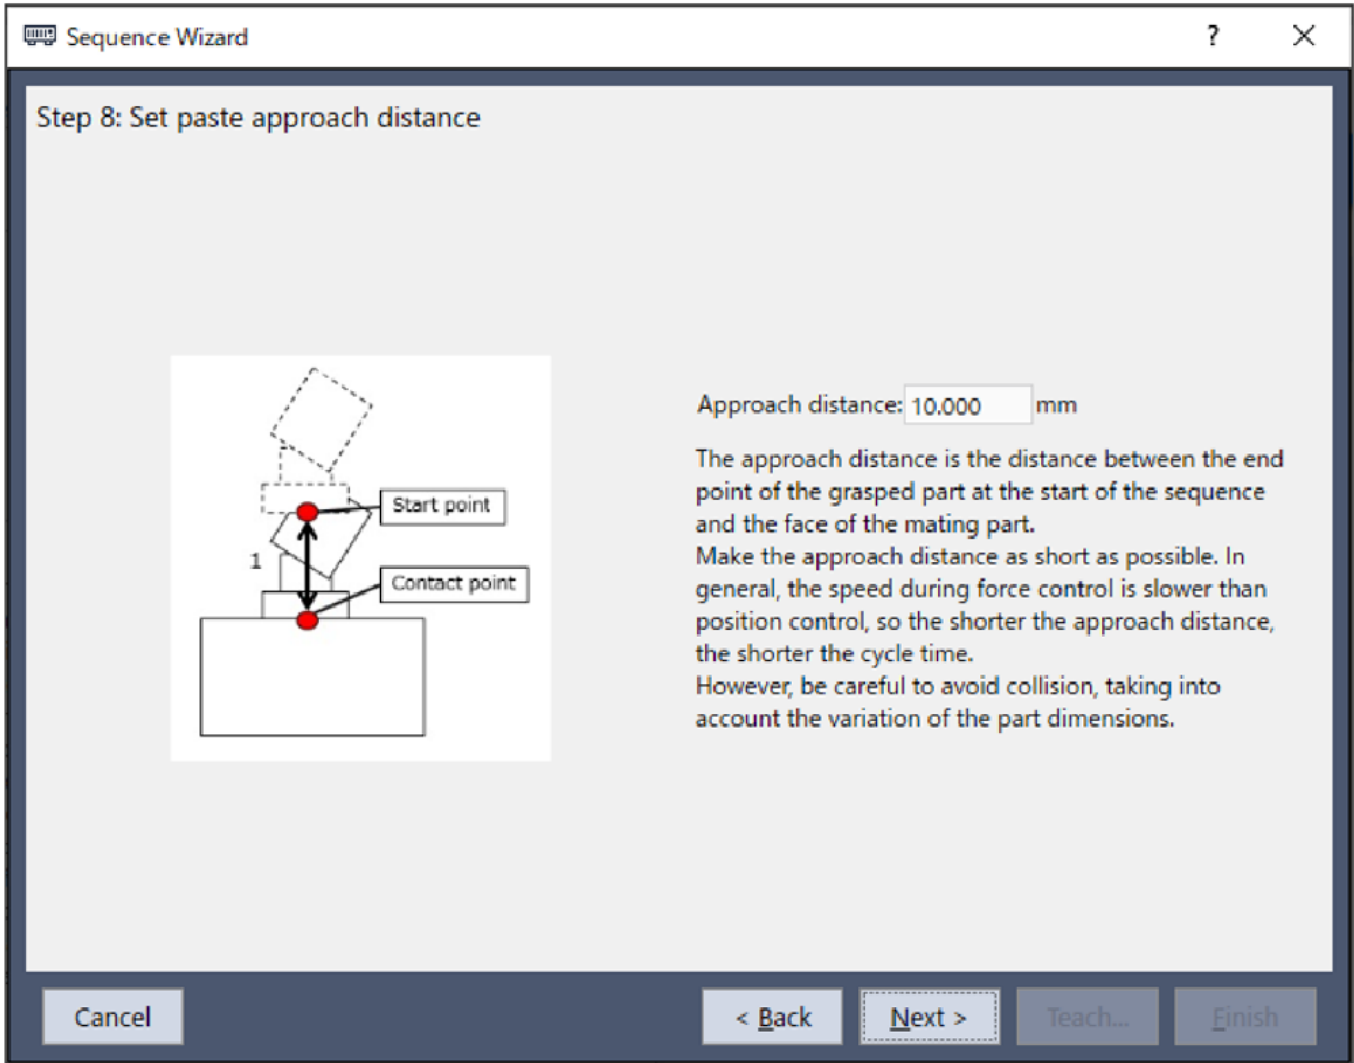 Sequence Wizard
?
Step 8: Set paste approach distance
Start point
1
Contact point
Approach distance: 10.000 mm
The approach distance is the distance between the end
point of the grasped part at the start of the sequence
and the face of the mating part.
Make the approach distance as short as possible. In
general, the speed during force control is slower than
position control, so the shorter the approach distance,
the shorter the cycle time.
However, be careful to avoid collision, taking into
account the variation of the part dimensions.
Cancel
< Back
Next >
Teach...
Finish